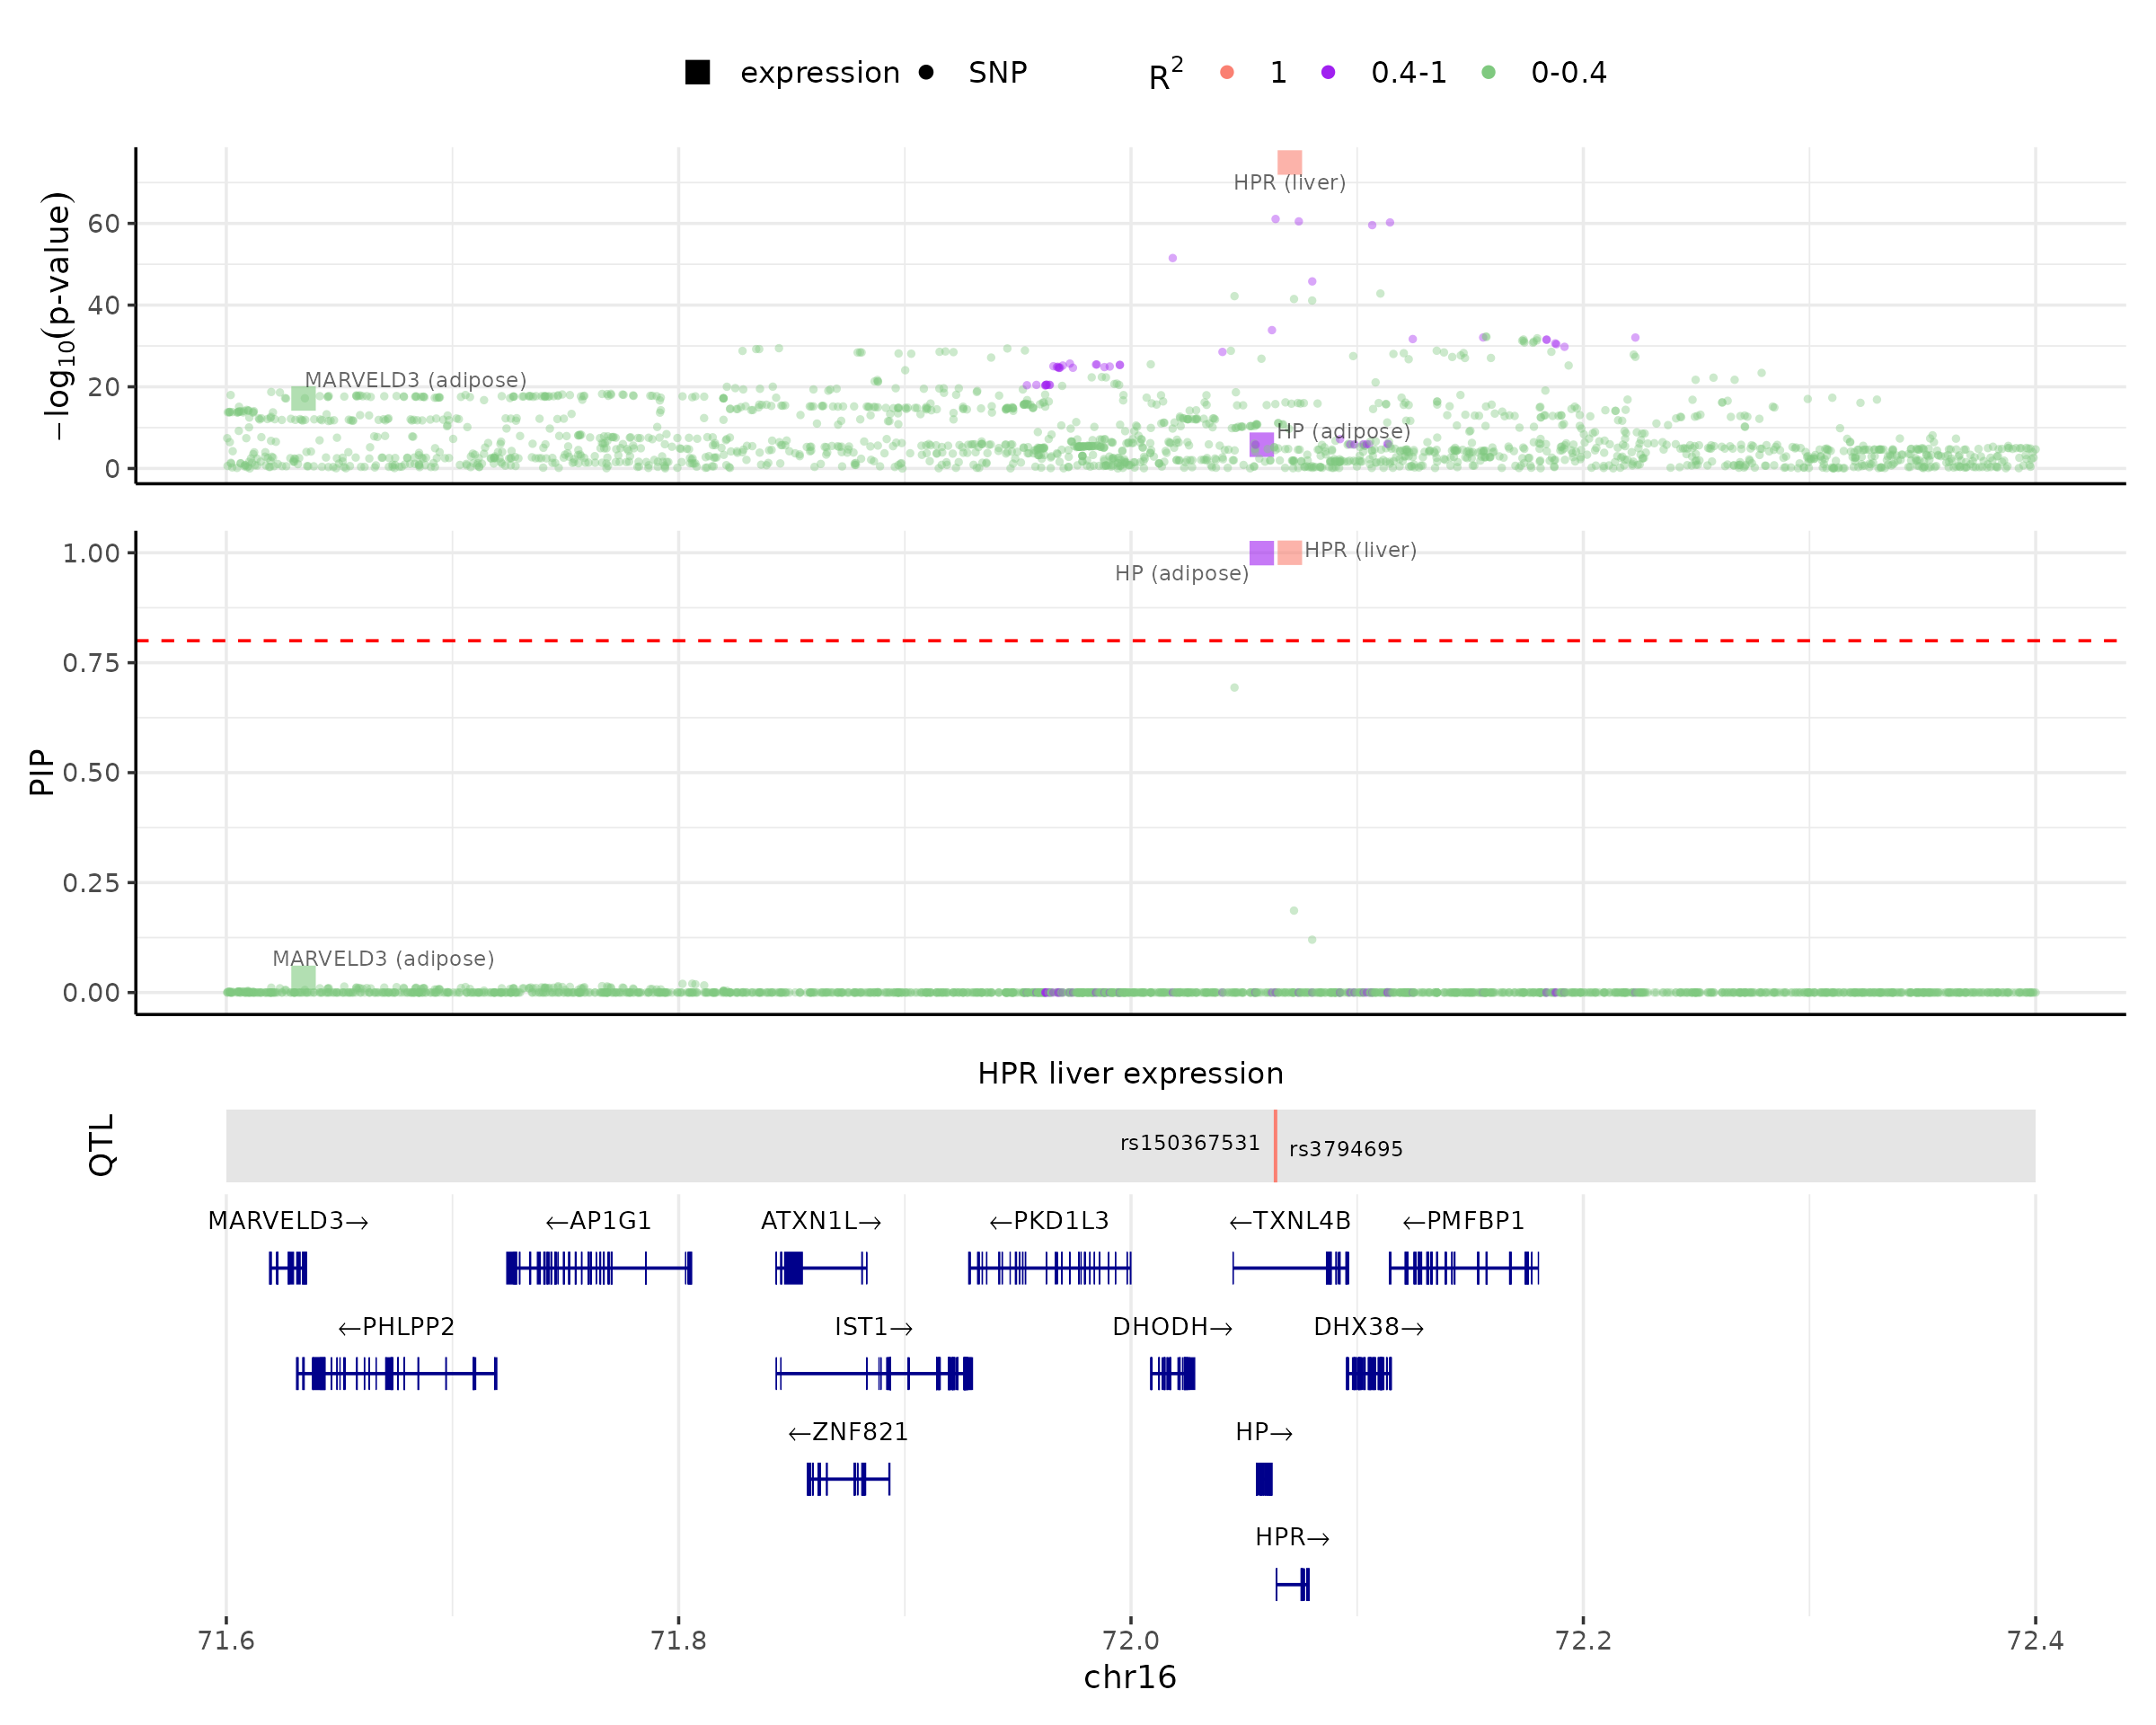 expression SNP R² 1 0.4-1 0-0.4
−log₁₀(p-value)
60
40
20
0
HPR (liver)
MARVELD3 (adipose)
HP (adipose)
PIP
1.00
0.75
0.50
0.25
0.00
HPR (liver)
HP (adipose)
MARVELD3 (adipose)
HPR liver expression
QTL
rs150367531 rs3794695
MARVELD3→ ←AP1G1 ATXN1L→ ←PKD1L3 ←TXNL4B ←PMFBP1
←PHLPP2 IST1→ DHODH→ DHX38→
←ZNF821 HP→
HPR→
71.6 71.8 72.0 72.2 72.4
chr16